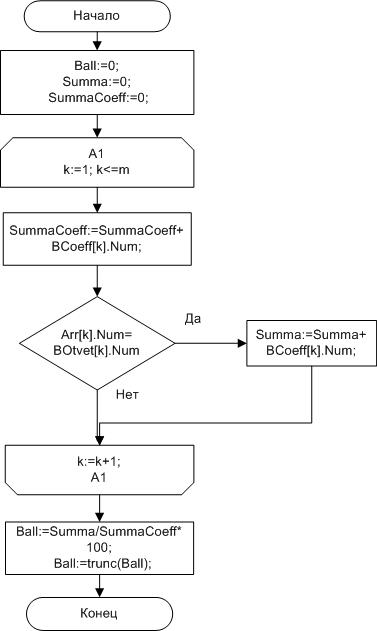 Начало
Ball:=0;
Summa:=0;
SummaCoeff:=0;
A1
k:=1; k<=m
SummaCoeff:=SummaCoeff+
BCoeff[k].Num;
Arr[k].Num=
BOtvet[k].Num
Да
Summa:=Summa+
BCoeff[k].Num;
Нет
k:=k+1;
A1
Ball:=Summa/SummaCoeff*
100;
Ball:=trunc(Ball);
Конец